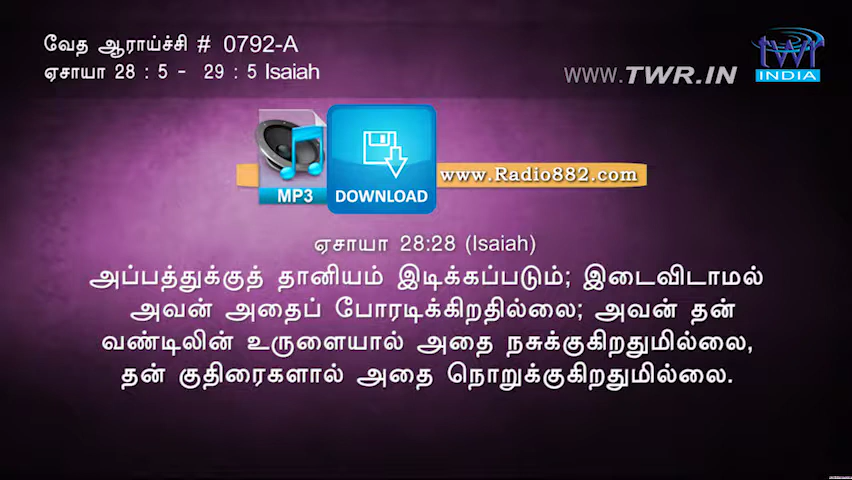 வேத ஆராய்ச்சி # 0792-A
ஏசாயா 28 : 5 - 29 : 5 Isaiah
www.TWR.IN
twr
INDIA
MP3
DOWNLOAD
www.Radio882.com
ஏசாயா 28:28 (Isaiah)
அப்பத்துக்குத் தானியம் இடிக்கப்படும்; இடைவிடாமல்
அவன் அதைப் போரடிக்கிறதில்லை; அவன் தன்
வண்டிலின் உருளையால் அதை நசுக்குகிறதுமில்லை,
தன் குதிரைகளால் அதை நொறுக்குகிறதுமில்லை.